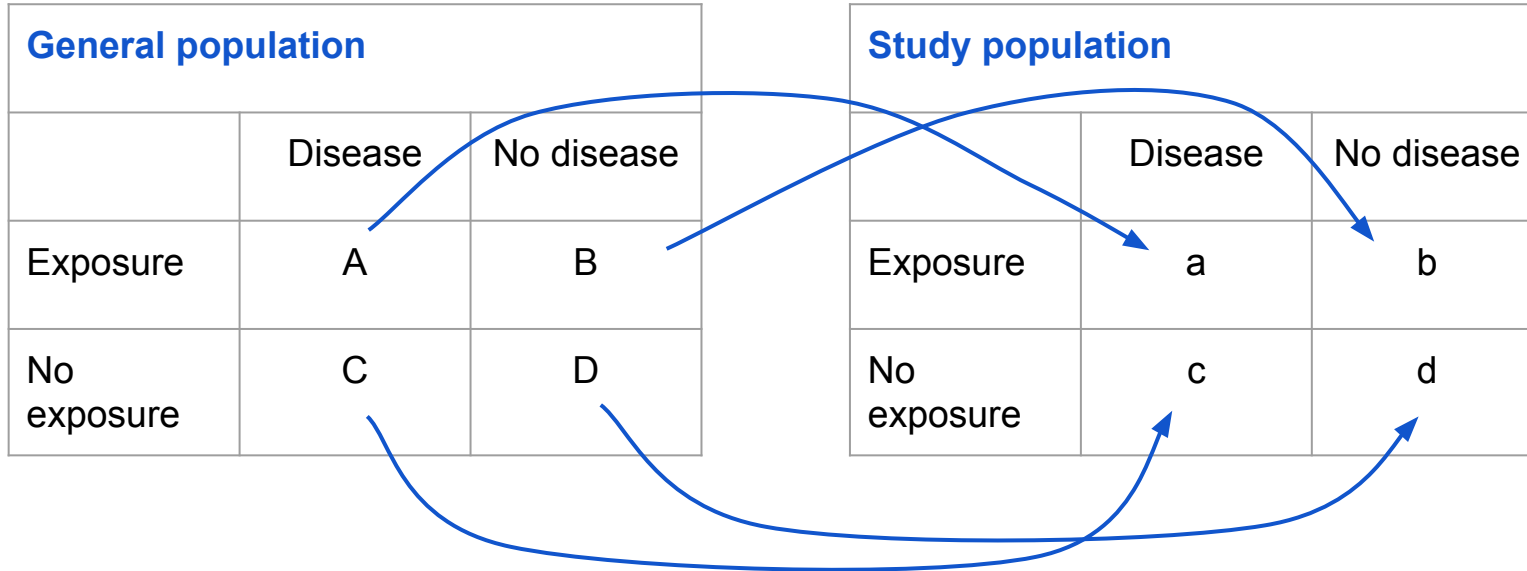 General population
Disease No disease
Exposure A B
No
exposure C D
Study population
Disease No disease
Exposure a b
No
exposure c d